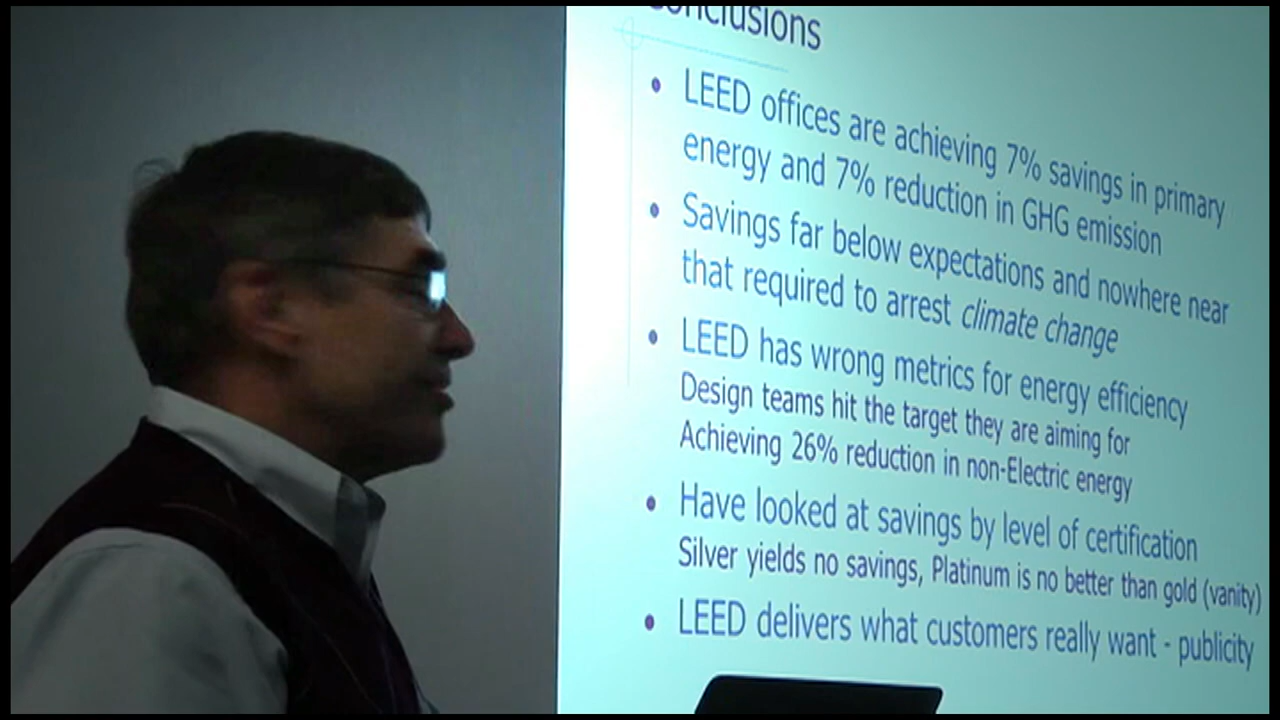 Conclusions
LEED offices are achieving 7% savings in primary
energy and 7% reduction in GHG emission
Savings far below expectations and nowhere near
that required to arrest climate change
LEED has wrong metrics for energy efficiency
Design teams hit the target they are aiming for
Achieving 26% reduction in non-Electric energy
Have looked at savings by level of certification
Silver yields no savings, Platinum is no better than gold (vanity)
LEED delivers what customers really want - publicity